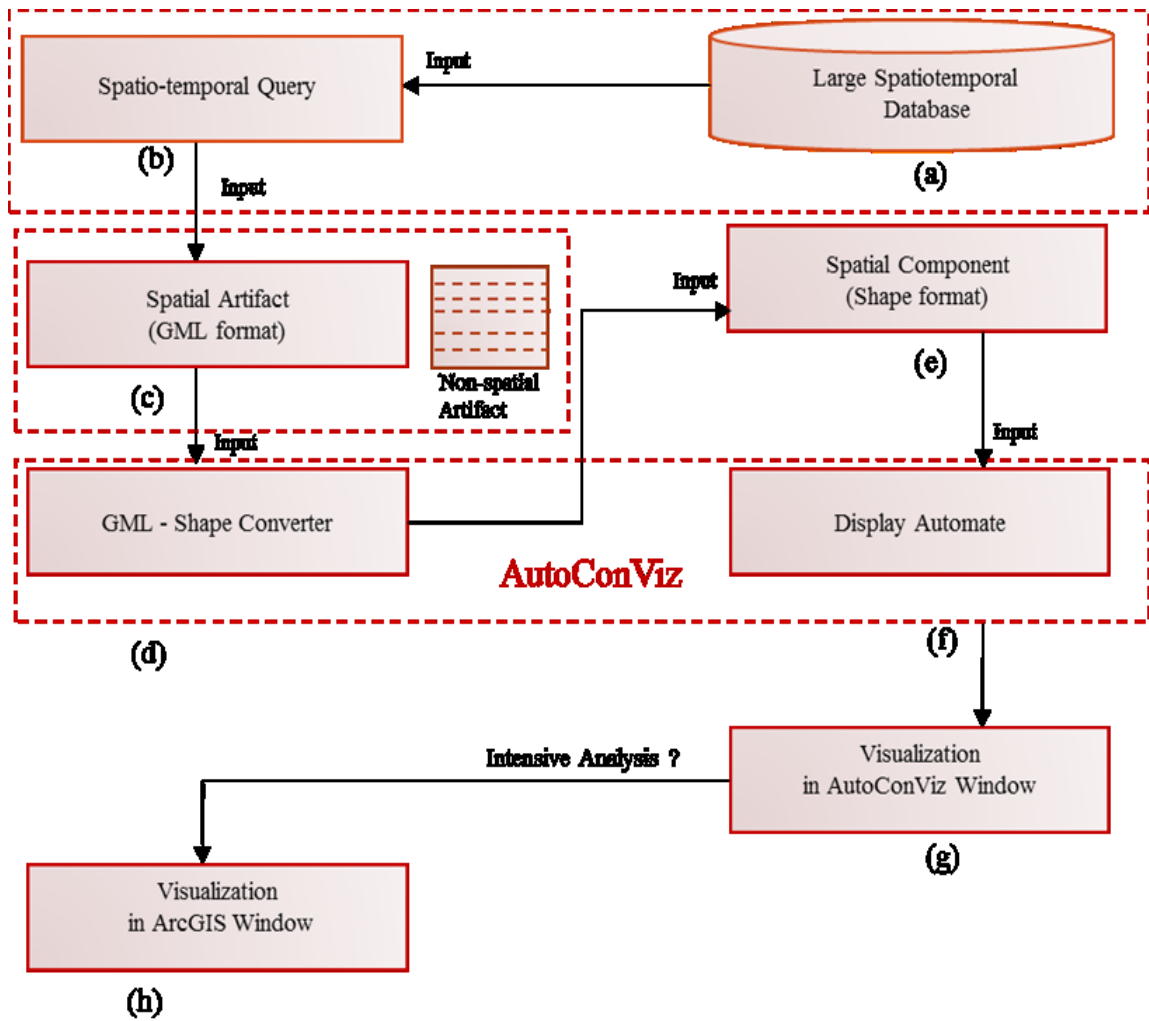 Spatio-temporal Query
Input
Large Spatiotemporal
Database
(b)
(a)
Input
Spatial Artifact
(GML format)
Non-spatial
Artifact
(c)
Input
Input
Spatial Component
(Shape format)
(e)
Input
GML - Shape Converter
AutoConViz
Display Automate
(d)
(f)
Intensive Analysis ?
Visualization
in AutoConViz Window
(g)
Visualization
in ArcGIS Window
(h)